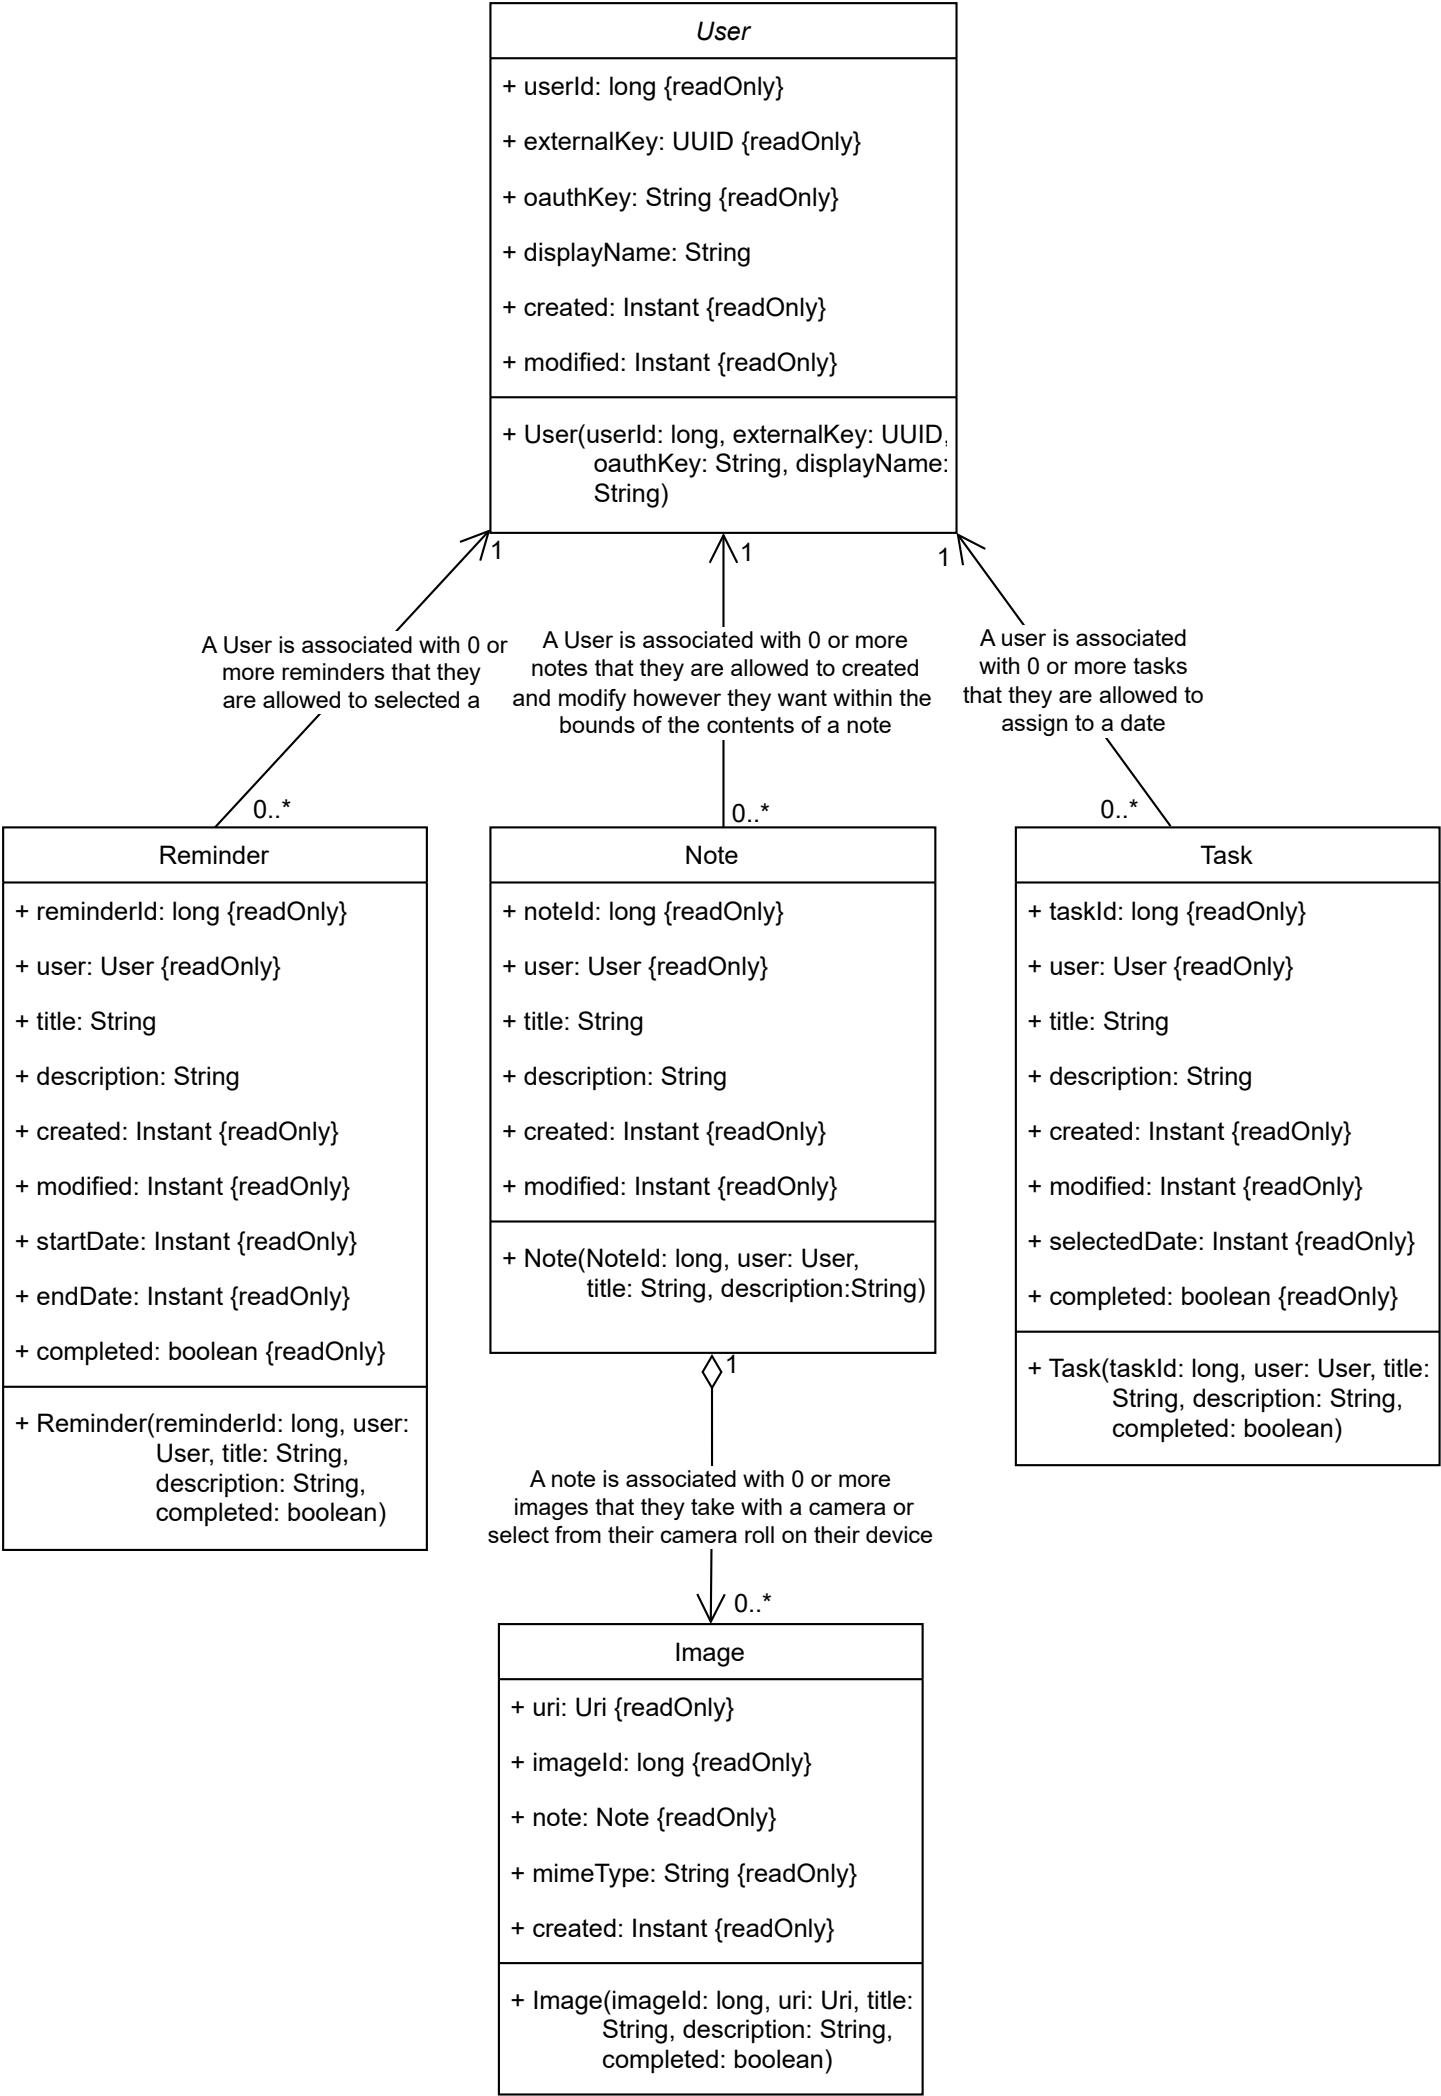 User
+ userId: long {readOnly}
+ externalKey: UUID {readOnly}
+ oauthKey: String {readOnly}
+ displayName: String
+ created: Instant {readOnly}
+ modified: Instant {readOnly}
+ User(userId: long, externalKey: UUID,
oauthKey: String, displayName:
String)
1
1
1
A User is associated with 0 or
more reminders that they
are allowed to selected a
A User is associated with 0 or more
notes that they are allowed to created
and modify however they want within the
bounds of the contents of a note
A user is associated
with 0 or more tasks
that they are allowed to
assign to a date
0..*
0..*
0..*
Reminder
+ reminderId: long {readOnly}
+ user: User {readOnly}
+ title: String
+ description: String
+ created: Instant {readOnly}
+ modified: Instant {readOnly}
+ startDate: Instant {readOnly}
+ endDate: Instant {readOnly}
+ completed: boolean {readOnly}
+ Reminder(reminderId: long, user:
User, title: String,
description: String,
completed: boolean)
Note
+ noteId: long {readOnly}
+ user: User {readOnly}
+ title: String
+ description: String
+ created: Instant {readOnly}
+ modified: Instant {readOnly}
+ Note(NoteId: long, user: User,
title: String, description:String)
Task
+ taskId: long {readOnly}
+ user: User {readOnly}
+ title: String
+ description: String
+ created: Instant {readOnly}
+ modified: Instant {readOnly}
+ selectedDate: Instant {readOnly}
+ completed: boolean {readOnly}
+ Task(taskId: long, user: User, title:
String, description: String,
completed: boolean)
1
A note is associated with 0 or more
images that they take with a camera or
select from their camera roll on their device
0..*
Image
+ uri: Uri {readOnly}
+ imageId: long {readOnly}
+ note: Note {readOnly}
+ mimeType: String {readOnly}
+ created: Instant {readOnly}
+ Image(imageId: long, uri: Uri, title:
String, description: String,
completed: boolean)